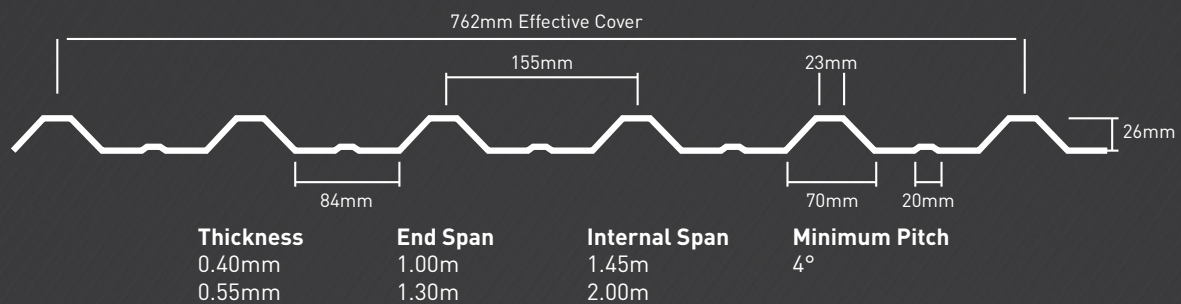 762mm Effective Cover
155mm
23mm
26mm
84mm
70mm
20mm
Thickness End Span Internal Span Minimum Pitch
0.40mm 1.00m 1.45m 4°
0.55mm 1.30m 2.00m